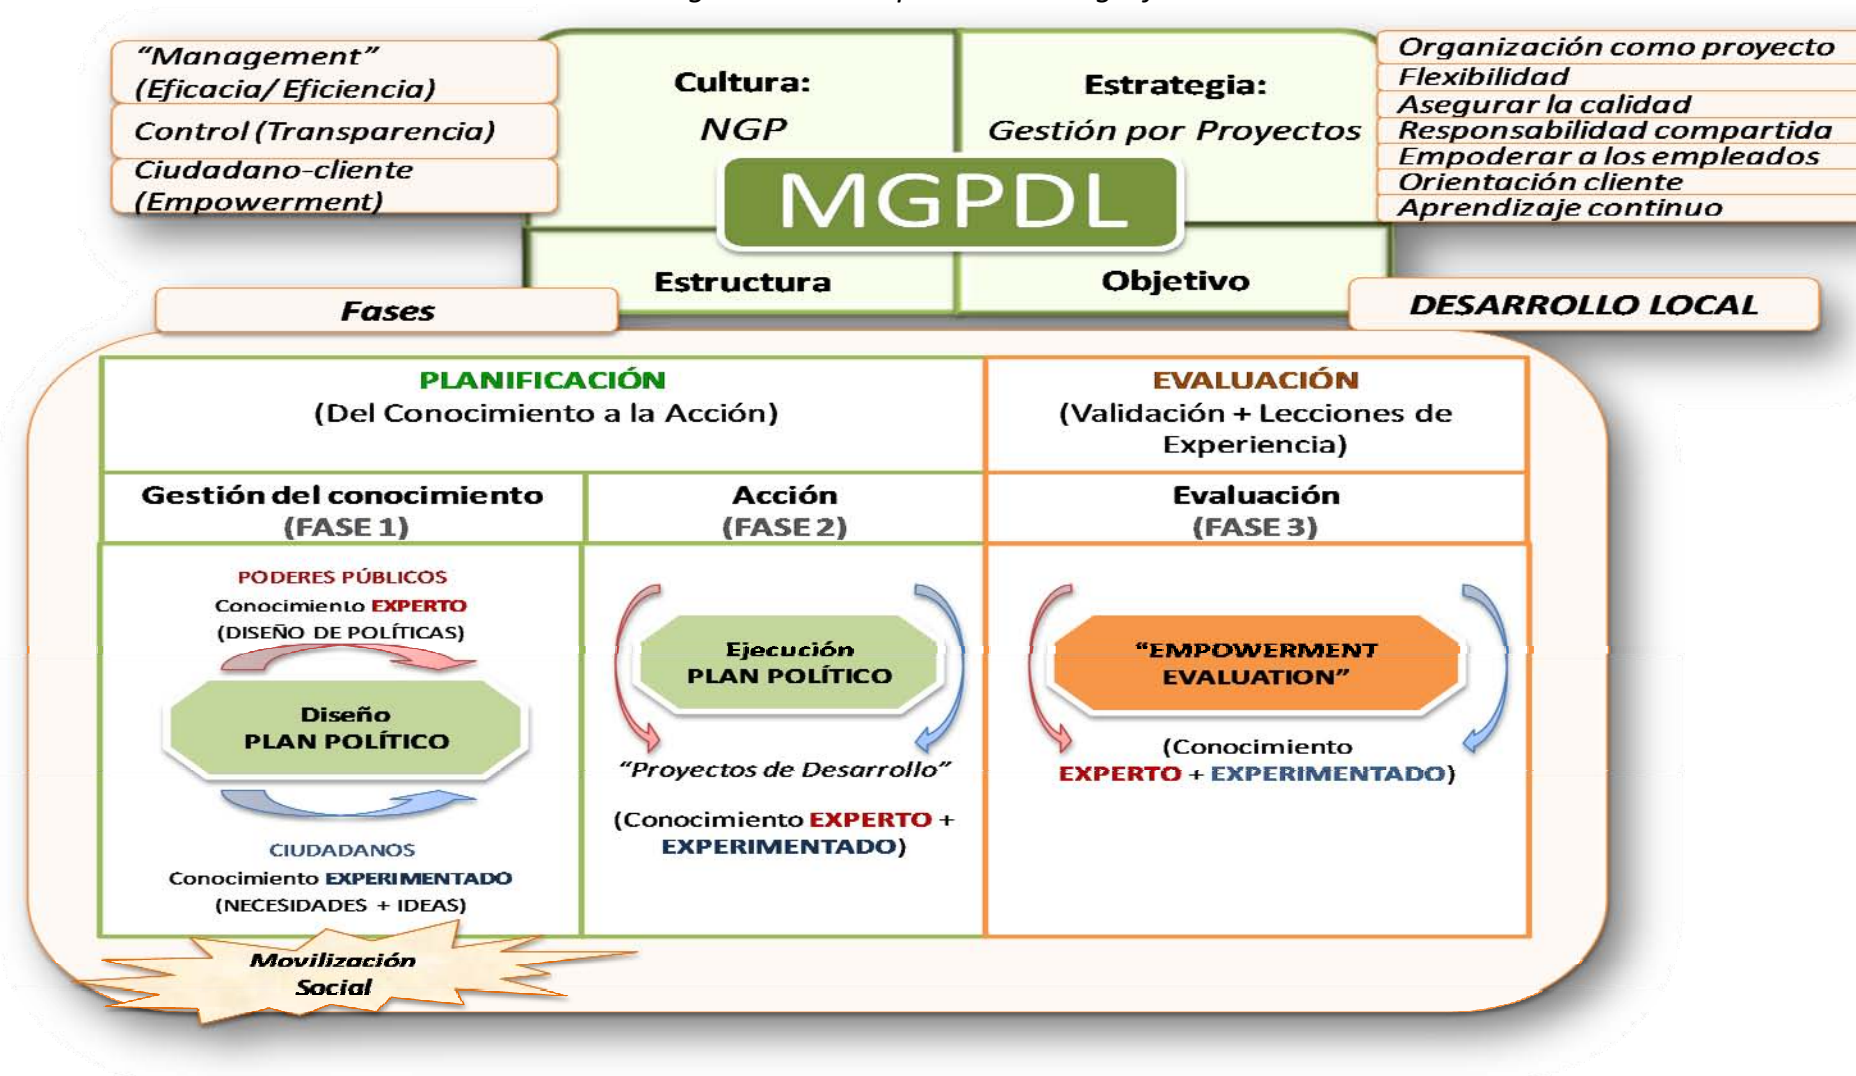 “Management”
(Eficacia/ Eficiencia)
Control (Transparencia)
Ciudadano-cliente
(Empowerment)
Cultura:
NGP
Estrategia:
Gestión por Proyectos
Organización como proyecto
Flexibilidad
Asegurar la calidad
Responsabilidad compartida
Empoderar a los empleados
Orientación cliente
Aprendizaje continuo
MGPDL
Estructura
Objetivo
Fases
DESARROLLO LOCAL
PLANIFICACIÓN
(Del Conocimiento a la Acción)
EVALUACIÓN
(Validación + Lecciones de
Experiencia)
Gestión del conocimiento
(FASE 1)
Acción
(FASE 2)
Evaluación
(FASE 3)
PODERES PÚBLICOS
Conocimiento EXPERTO
(DISEÑO DE POLÍTICAS)
Diseño
PLAN POLÍTICO
CIUDADANOS
Conocimiento EXPERIMENTADO
(NECESIDADES + IDEAS)
Ejecución
PLAN POLÍTICO
“Proyectos de Desarrollo”
(Conocimiento EXPERTO +
EXPERIMENTADO)
“EMPOWERMENT
EVALUATION”
(Conocimiento
EXPERTO + EXPERIMENTADO)
Movilización
Social